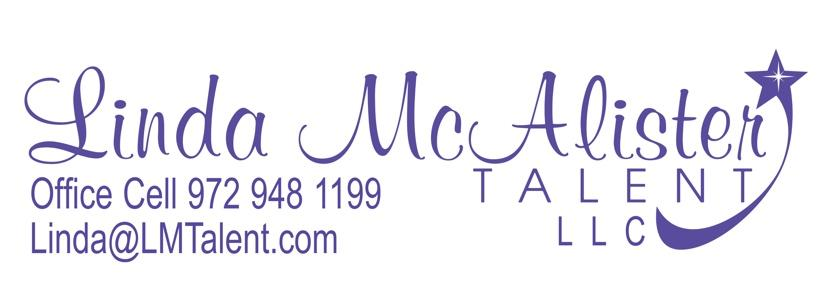 Linda McAlister
TALENT
LLC
Office Cell 972 948 1199
Linda@LMTalent.com